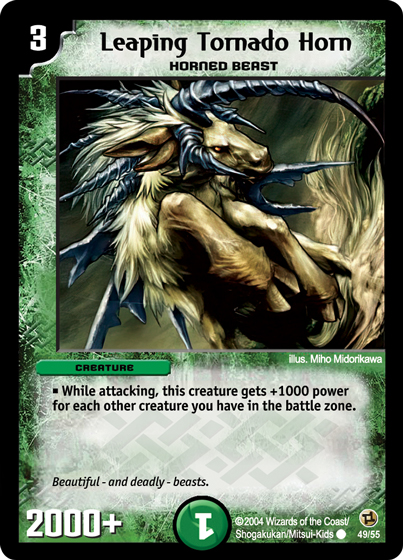 3
Leaping Tornado Horn
HORNED BEAST
illus. Miho Midorikawa
CREATURE
▪ While attacking, this creature gets +1000 power
for each other creature you have in the battle zone.
Beautiful - and deadly - beasts.
2000+
1
©2004 Wizards of the Coast/
Shogakukan/Mitsui-Kids ● 49/55